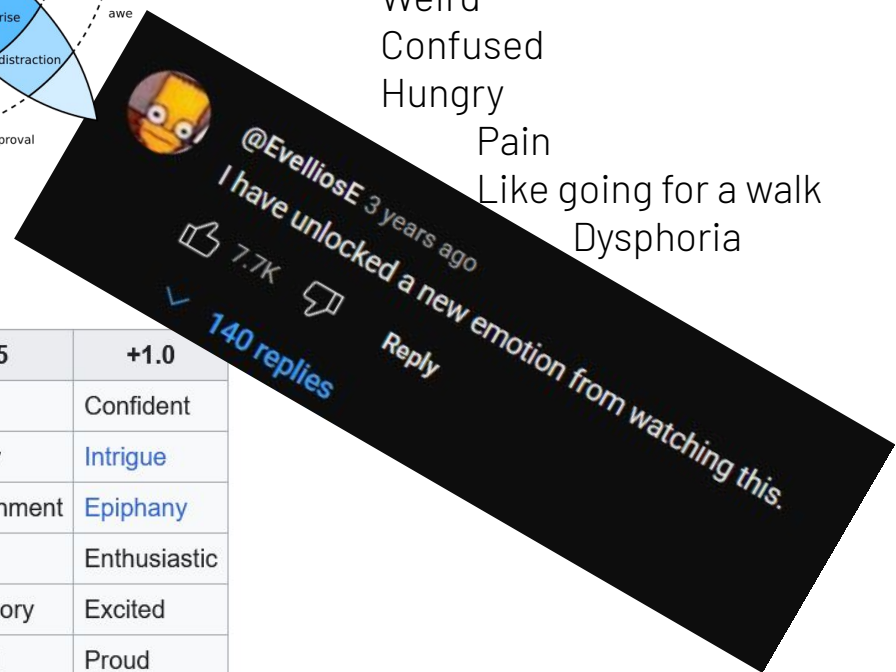 awe
rise
distraction
proval
Confused
Hungry
Pain
Like going for a walk
Dysphoria
@EvelliosE 3 years ago
I have unlocked a new emotion from watching this.
7.7K
Reply
140 replies
5 +1.0
Confident
Intrigue
nment Epiphany
Enthusiastic
ory Excited
Proud